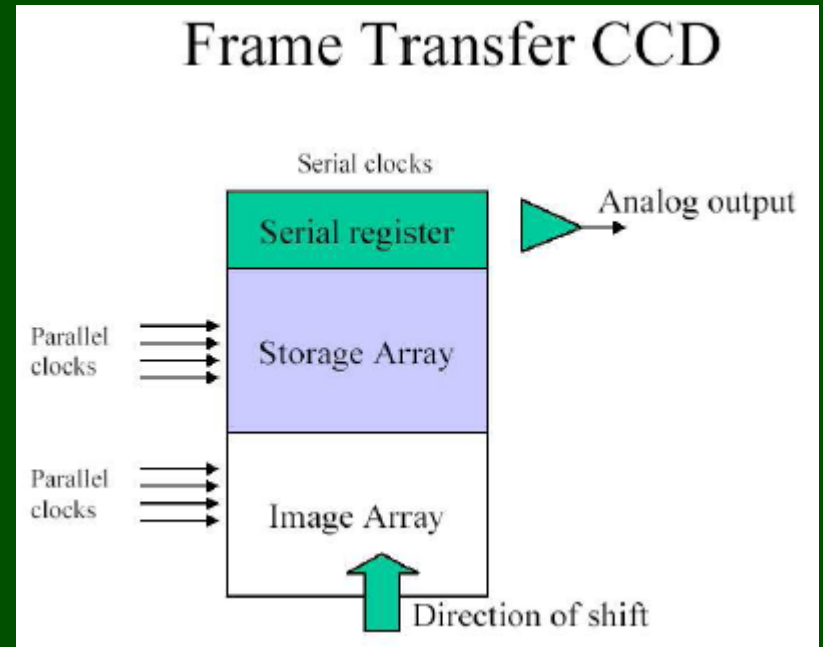 Frame Transfer CCD
Serial clocks
Analog output
Serial register
Parallel
clocks
Storage Array
Parallel
clocks
Image Array
Direction of shift